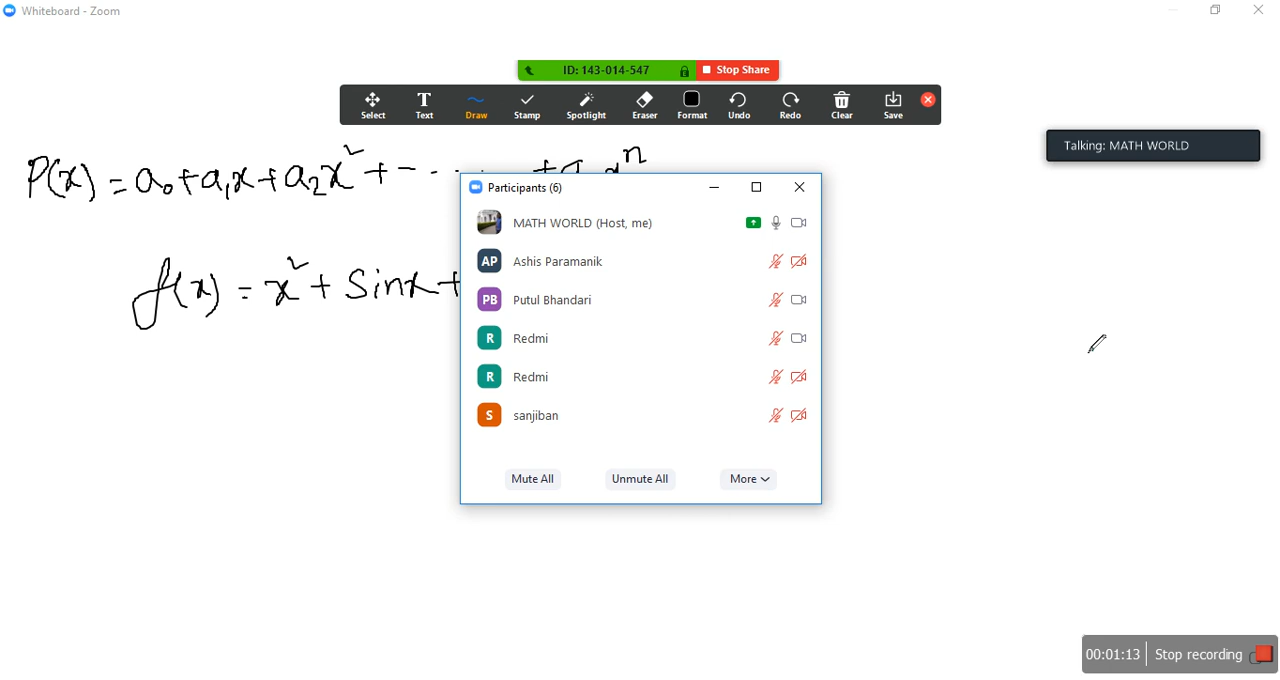 Whiteboard - Zoom
ID: 143-014-547 Stop Share
Select Text Draw Stamp Spotlight Eraser Format Undo Redo Clear Save
Talking: MATH WORLD
P(x) = a₀+a₁x+a₂x²+-
f(x) = x²+ Sinx+
Participants (6)
MATH WORLD (Host, me)
AP Ashis Paramanik
PB Putul Bhandari
R Redmi
R Redmi
S sanjiban
Mute All Unmute All More
00:01:13 Stop recording